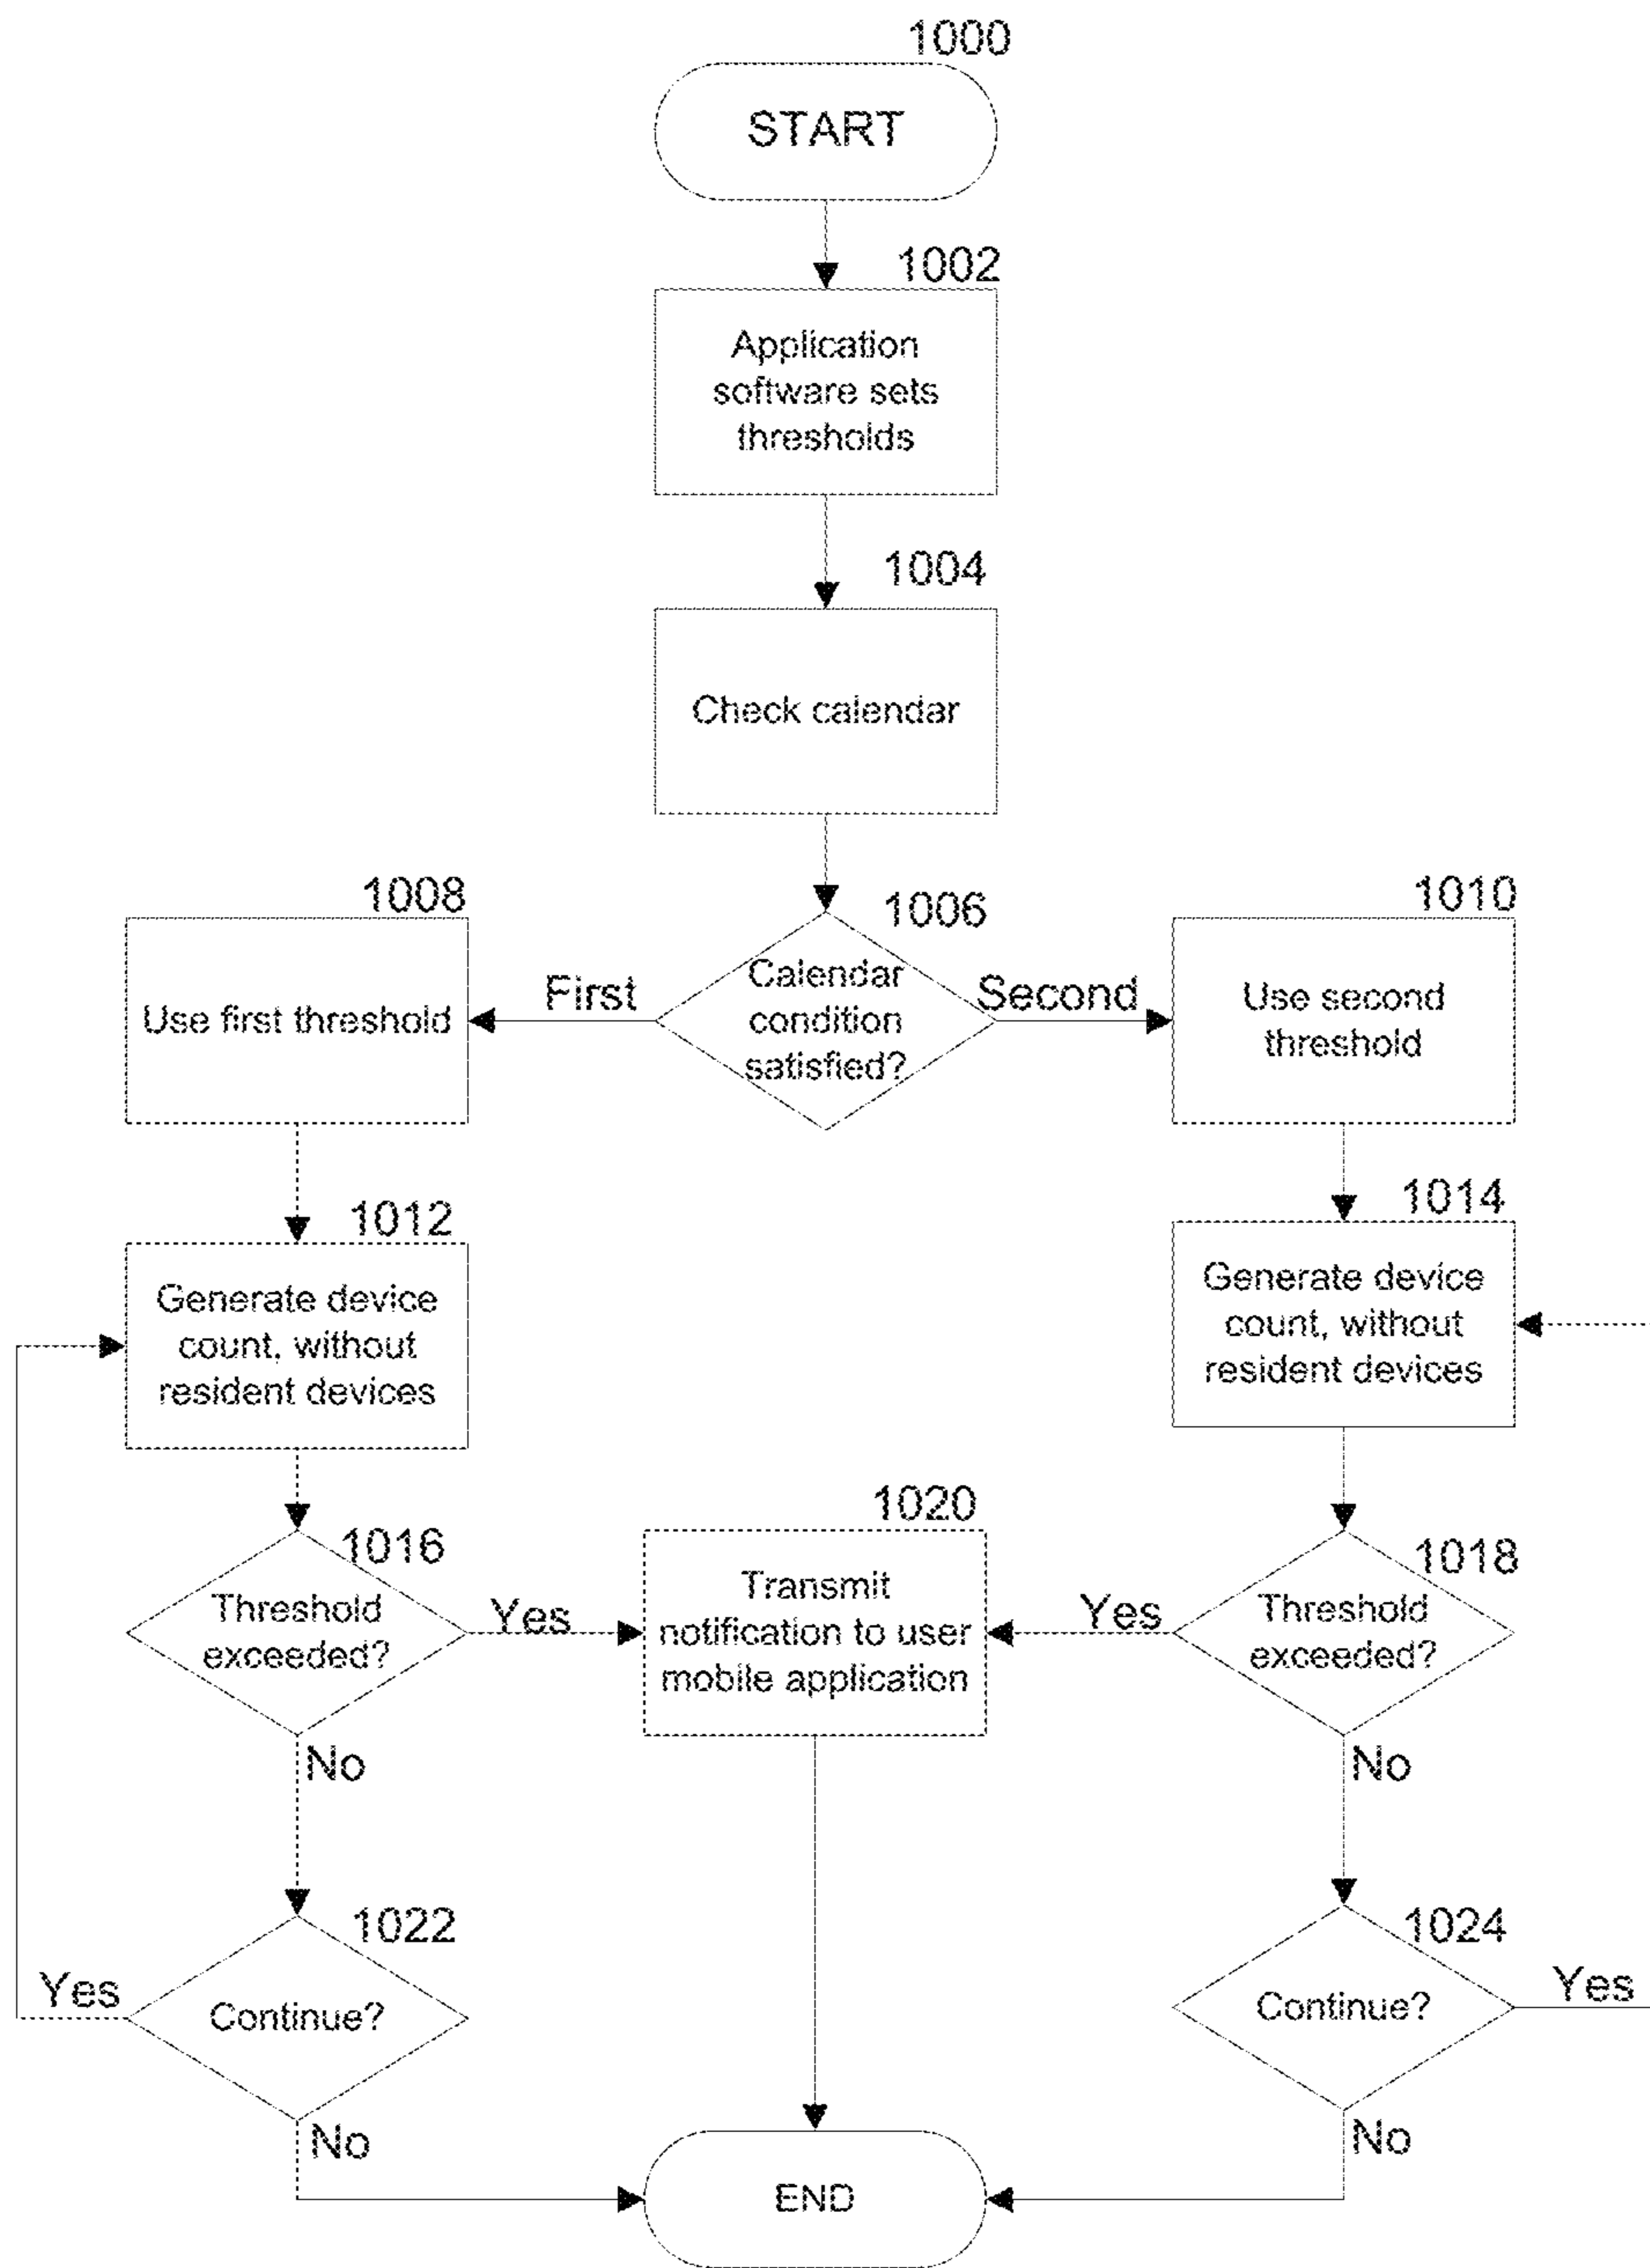 1000
START
1002
Application
software sets
thresholds
1004
Check calendar
1006
Calendar
condition
satisfied?
First
Second
1008
Use first threshold
1010
Use second
threshold
1012
Generate device
count, without
resident devices
1014
Generate device
count, without
resident devices
1016
Threshold
exceeded?
Yes
No
1020
Transmit
notification to user
mobile application
1018
Threshold
exceeded?
Yes
No
1022
Continue?
Yes
No
1024
Continue?
Yes
No
END